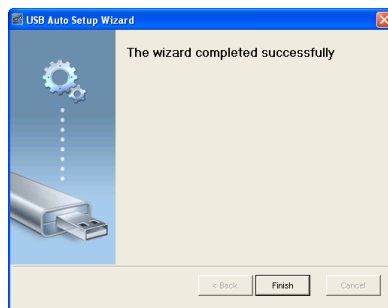 USB Auto Setup Wizard
The wizard completed successfully
< Back
Finish
Cancel